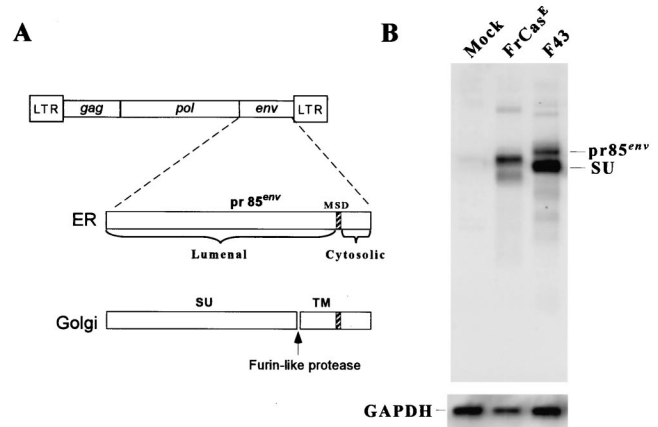 A
LTR gag pol env LTR
pr 85env
MSD
ER
Lumenal Cytosolic
SU TM
Golgi
Furin-like protease
B
Mock FrCasE F43
pr85env
SU
GAPDH